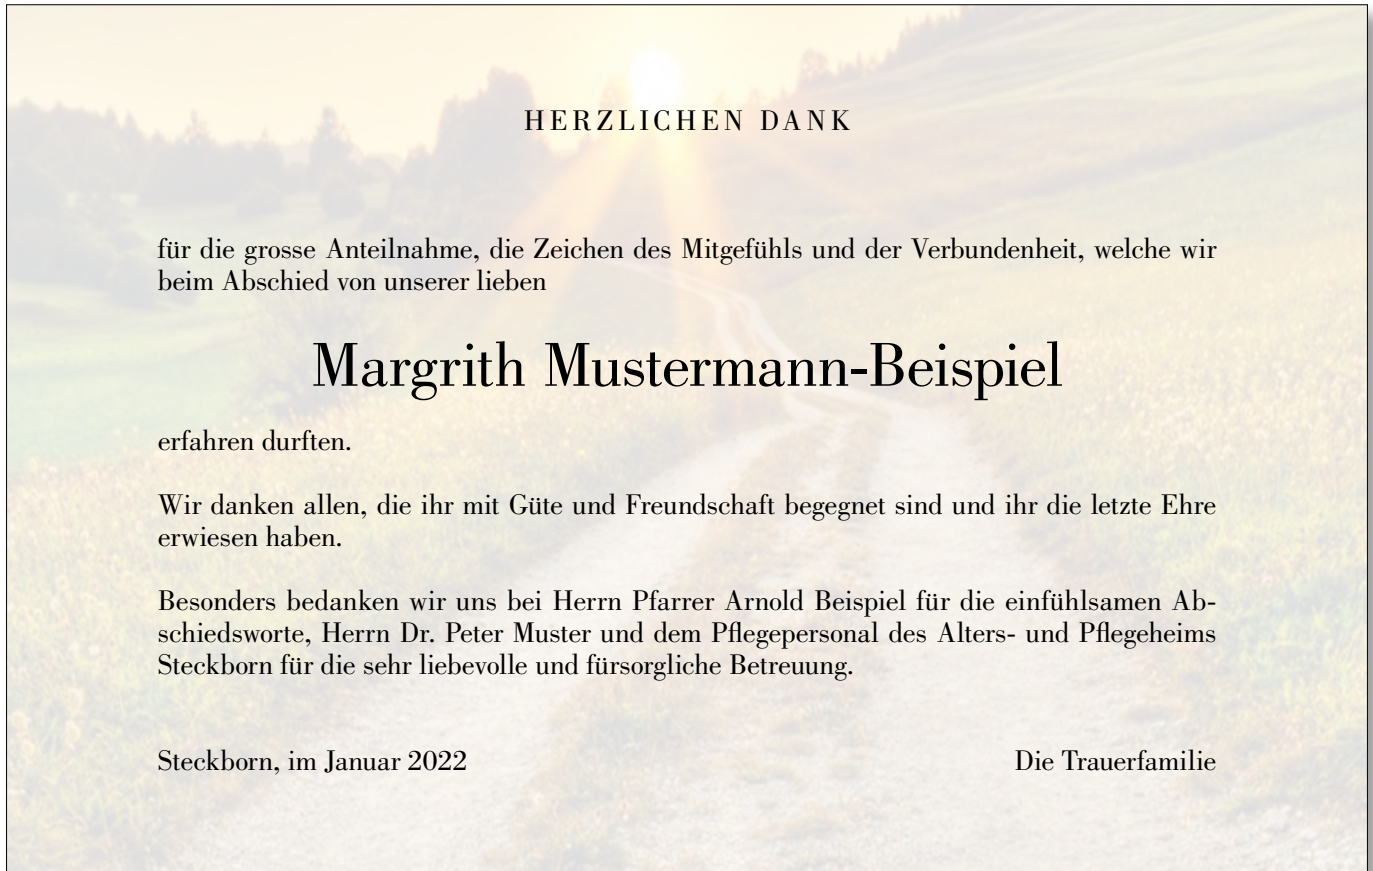 HERZLICHEN DANK
für die grosse Anteilnahme, die Zeichen des Mitgefühls und der Verbundenheit, welche wir
beim Abschied von unserer lieben
Margrith Mustermann-Beispiel
erfahren durften.
Wir danken allen, die ihr mit Güte und Freundschaft begegnet sind und ihr die letzte Ehre
erwiesen haben.
Besonders bedanken wir uns bei Herrn Pfarrer Arnold Beispiel für die einfühlsamen Ab-
schiedsworte, Herrn Dr. Peter Muster und dem Pflegepersonal des Alters- und Pflegeheims
Steckborn für die sehr liebevolle und fürsorgliche Betreuung.
Steckborn, im Januar 2022 Die Trauerfamilie